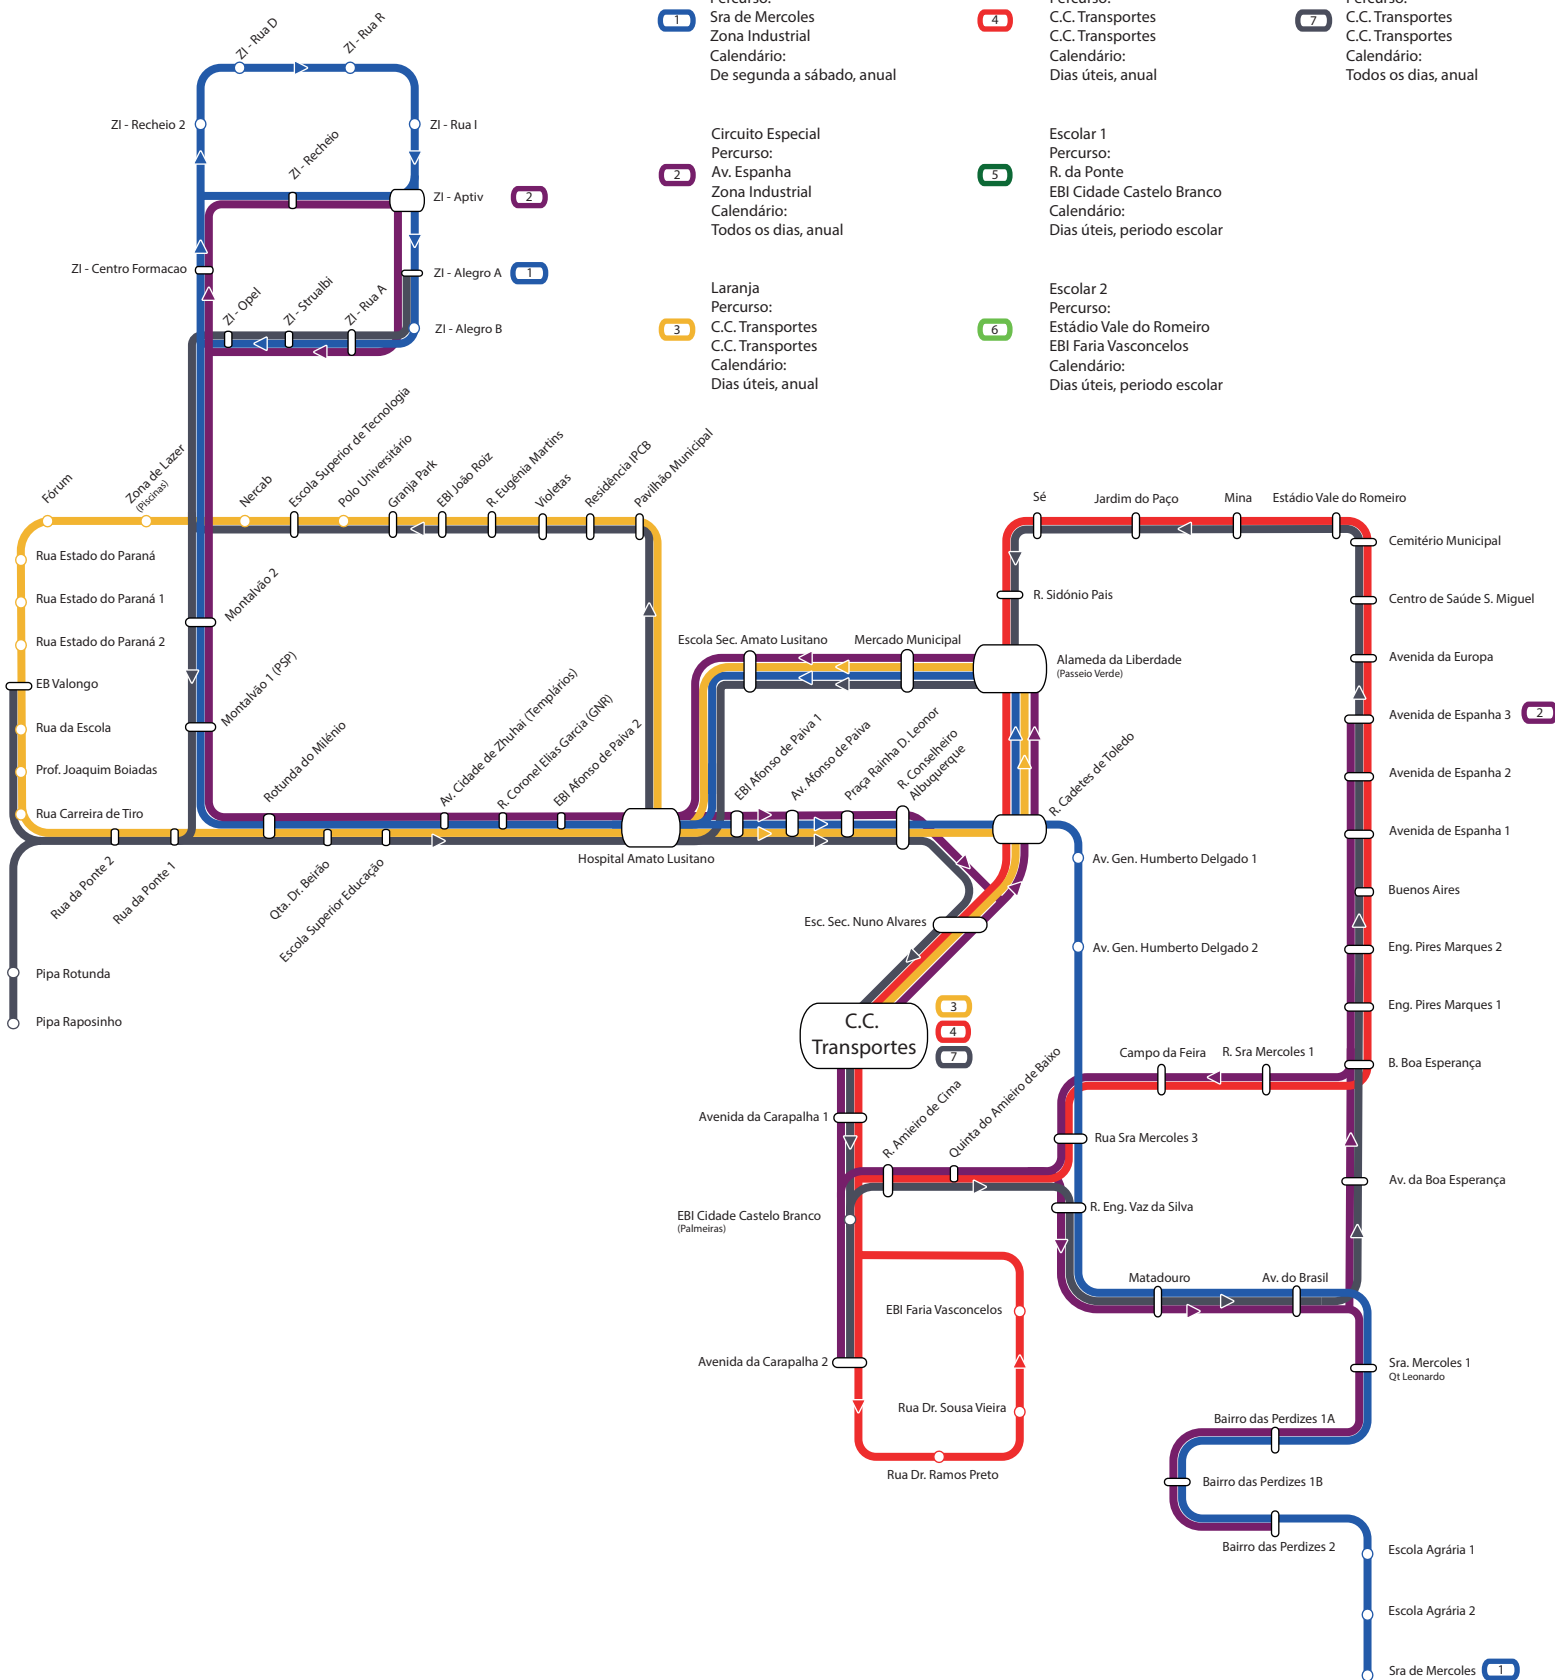 Percurso:
1
Sra de Mercoles
Zona Industrial
Calendário:
De segunda a sábado, anual
Percurso:
4
C.C. Transportes
C.C. Transportes
Calendário:
Dias úteis, anual
Percurso:
7
C.C. Transportes
C.C. Transportes
Calendário:
Todos os dias, anual
Circuito Especial
Percurso:
2
Av. Espanha
Zona Industrial
Calendário:
Todos os dias, anual
Escolar 1
Percurso:
5
R. da Ponte
EBI Cidade Castelo Branco
Calendário:
Dias úteis, periodo escolar
Laranja
Percurso:
3
C.C. Transportes
C.C. Transportes
Calendário:
Dias úteis, anual
Escolar 2
Percurso:
6
Estádio Vale do Romeiro
EBI Faria Vasconcelos
Calendário:
Dias úteis, periodo escolar
ZI - Rua D
ZI - Rua R
ZI - Recheio 2
ZI - Rua I
ZI - Recheio
ZI - Aptiv
2
ZI - Centro Formacao
ZI - Alegro A
1
ZI - Opel
ZI - Strualbi
ZI - Rua A
ZI - Alegro B
Fórum
Zona de Lazer
(Piscinas)
Nercab
Escola Superior de Tecnologia
Polo Universitário
Granja Park
EBI João Roiz
R. Eugénia Martins
Violetas
Residência IPCB
Pavilhão Municipal
Rua Estado do Paraná
Rua Estado do Paraná 1
Rua Estado do Paraná 2
EB Valongo
Rua da Escola
Prof. Joaquim Boiadas
Rua Carreira de Tiro
Montalvão 2
Montalvão 1 (PSP)
Rotunda do Milénio
Av. Cidade de Zhuhai (Templários)
R. Coronel Elias Garcia (GNR)
EBI Afonso de Paiva 2
Rua da Ponte 2
Rua da Ponte 1
Qta. Dr. Beirão
Escola Superior Educação
Hospital Amato Lusitano
Pipa Rotunda
Pipa Raposinho
Escola Sec. Amato Lusitano
Mercado Municipal
Alameda da Liberdade
(Passeio Verde)
EBI Afonso de Paiva 1
Av. Afonso de Paiva
Praça Rainha D. Leonor
R. Conselheiro
Albuquerque
R. Cadetes de Toledo
Sé
Jardim do Paço
Mina
Estádio Vale do Romeiro
R. Sidónio Pais
Cemitério Municipal
Centro de Saúde S. Miguel
Avenida da Europa
Avenida de Espanha 3
2
Avenida de Espanha 2
Avenida de Espanha 1
Buenos Aires
Eng. Pires Marques 2
Eng. Pires Marques 1
B. Boa Esperança
Av. Gen. Humberto Delgado 1
Av. Gen. Humberto Delgado 2
Esc. Sec. Nuno Alvares
C.C.
Transportes
3
4
7
Campo da Feira
R. Sra Mercoles 1
Avenida da Carapalha 1
R. Amieiro de Cima
Quinta do Amieiro de Baixo
Rua Sra Mercoles 3
Av. da Boa Esperança
EBI Cidade Castelo Branco
(Palmeiras)
R. Eng. Vaz da Silva
Matadouro
Av. do Brasil
EBI Faria Vasconcelos
Avenida da Carapalha 2
Rua Dr. Sousa Vieira
Rua Dr. Ramos Preto
Sra. Mercoles 1
Qt Leonardo
Bairro das Perdizes 1A
Bairro das Perdizes 1B
Bairro das Perdizes 2
Escola Agrária 1
Escola Agrária 2
Sra de Mercoles
1